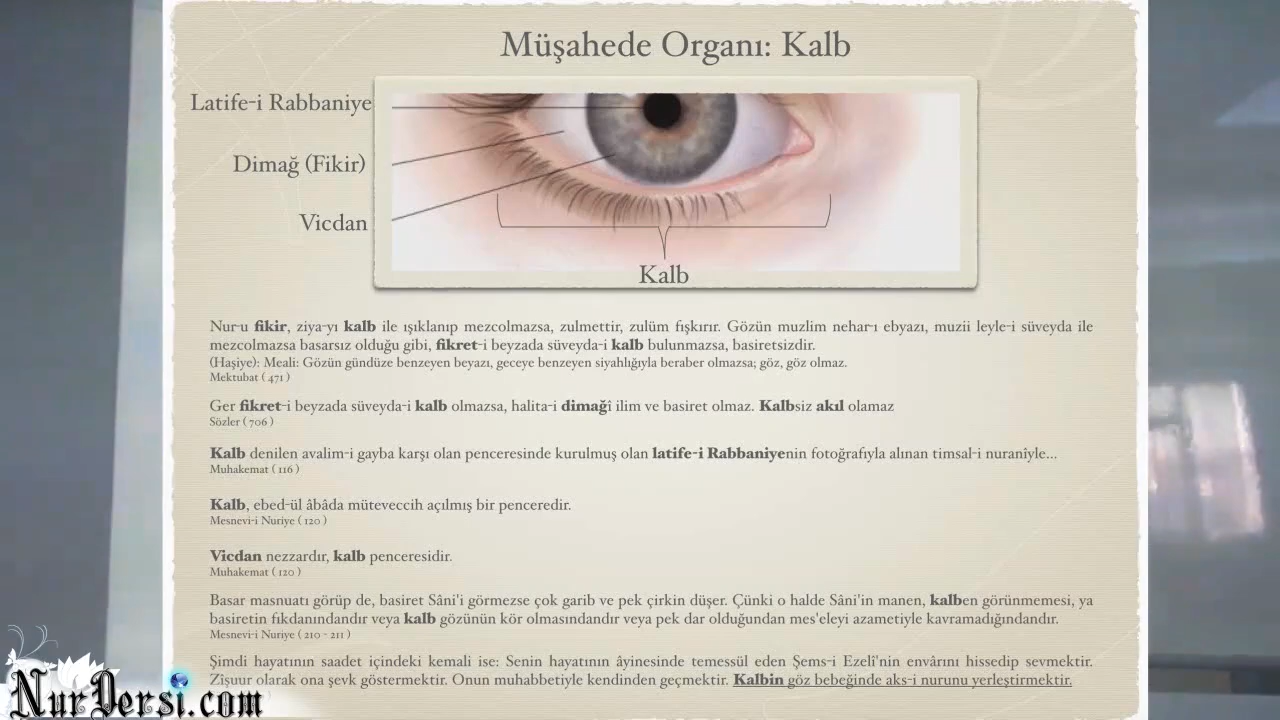 Müşahede Organı: Kalb
Latife-i Rabbaniye
Dimağ (Fikir)
Vicdan
Kalb
Nur-u fikir, ziya-yı kalb ile ışıklanıp mezcolmazsa, zulmettir, zulüm fışkırır. Gözün muzlim nehar-ı ebyazı, muzii leyle-i süveyda ile
mezcolmazsa basarsız olduğu gibi, fikret-i beyzada süveyda-i kalb bulunmazsa, basiretsizdir.
(Haşiye): Meali: Gözün gündüze benzeyen beyazı, geceye benzeyen siyahlığıyla beraber olmazsa; göz, göz olmaz.
Mektubat ( 471 )
Ger fikret-i beyzada süveyda-i kalb olmazsa, halita-i dimağî ilim ve basiret olmaz. Kalbsiz akıl olamaz
Sözler ( 706 )
Kalb denilen avalim-i gayba karşı olan penceresinde kurulmuş olan latife-i Rabbaniyenin fotoğrafıyla alınan timsal-i nuranîyle...
Muhakemat ( 116 )
Kalb, ebed-ül âbâda müteveccih açılmış bir penceredir.
Mesnevi-i Nuriye ( 120 )
Vicdan nezzardır, kalb penceresidir.
Muhakemat ( 120 )
Basar masnuatı görüp de, basiret Sâni'i görmezse çok garib ve pek çirkin düşer. Çünki o halde Sâni'in manen, kalben görünmemesi, ya
basiretin fıkdanındandır veya kalb gözünün kör olmasındandır veya pek dar olduğundan mes'eleyi azametiyle kavramadığındandır.
Mesnevi-i Nuriye ( 210 - 211 )
Şimdi hayatının saadet içindeki kemali ise: Senin hayatının âyinesinde temessül eden Şems-i Ezelî'nin envârını hissedip sevmektir.
Zişuur olarak ona şevk göstermektir. Onun muhabbetiyle kendinden geçmektir. Kalbin göz bebeğinde aks-i nurunu yerleştirmektir.
NurDersi.com